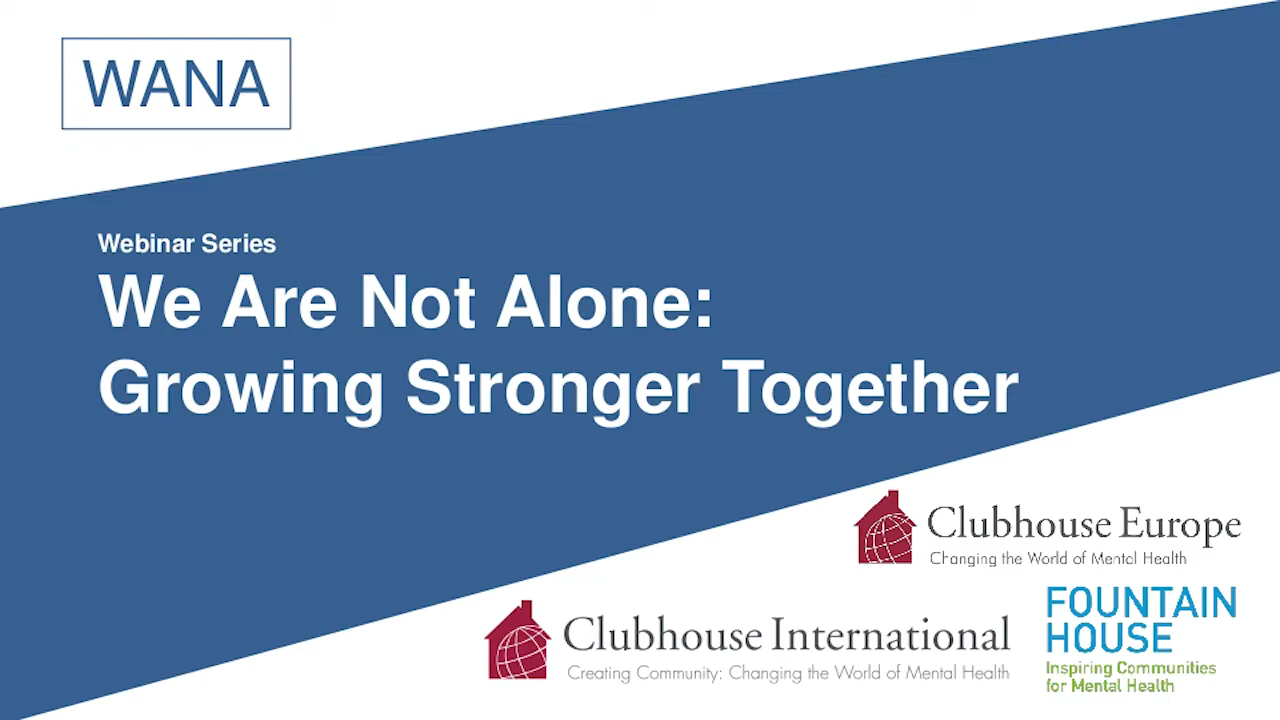 WANA
Webinar Series
We Are Not Alone:
Growing Stronger Together
Clubhouse Europe
Changing the World of Mental Health
Clubhouse International
Creating Community: Changing the World of Mental Health
FOUNTAIN
HOUSE
Inspiring Communities
for Mental Health